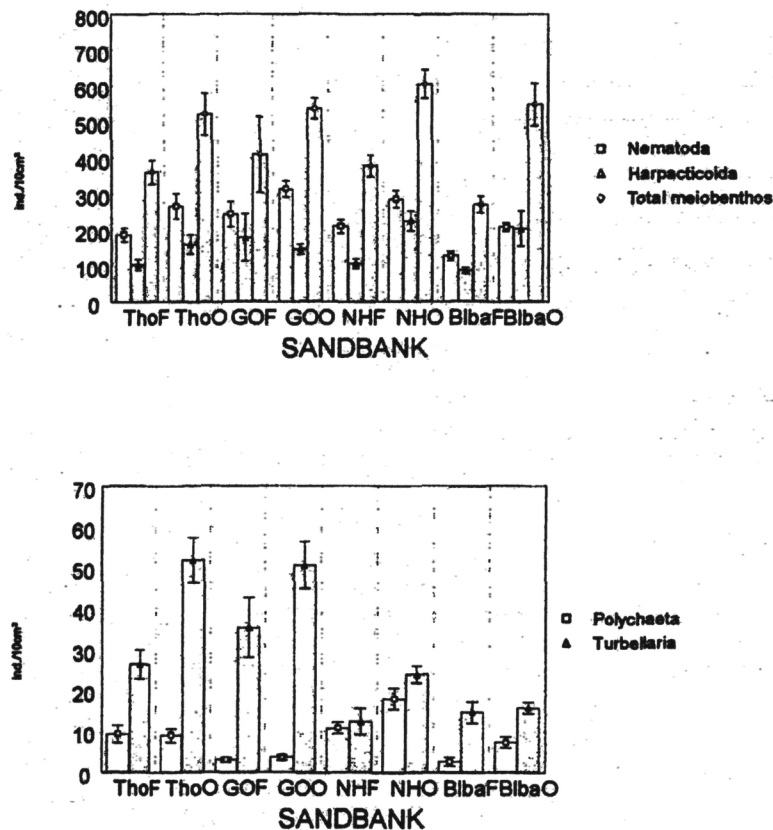 800
700
600
500
400
300
200
100
0
Ind./10cm²
ThoF ThoO GOF GOO NHF NHO BlbaF BlbaO
SANDBANK
Nematoda
Harpacticoida
Total meiobenthos
70
60
50
40
30
20
10
0
Ind./10cm²
ThoF ThoO GOF GOO NHF NHO BlbaF BlbaO
SANDBANK
Polychaeta
Turbellaria